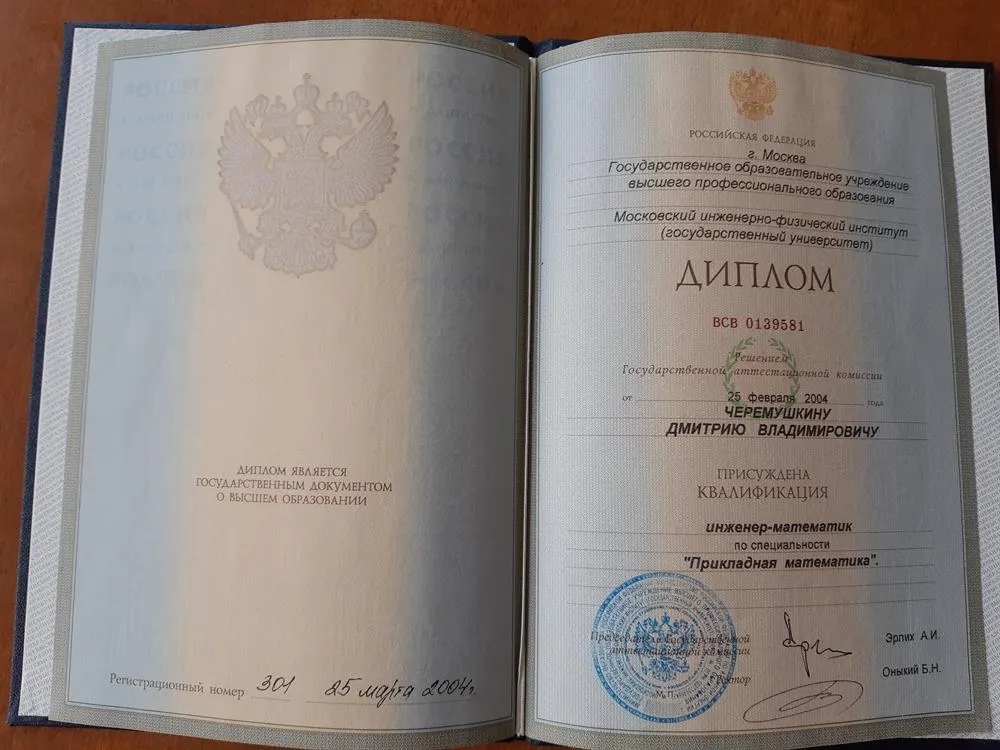 ДИПЛОМ ЯВЛЯЕТСЯ
ГОСУДАРСТВЕННЫМ ДОКУМЕНТОМ
О ВЫСШЕМ ОБРАЗОВАНИИ
Регистрационный номер 301 25 марта 2004г.
РОССИЙСКАЯ ФЕДЕРАЦИЯ
г. Москва
Государственное образовательное учреждение
высшего профессионального образования
Московский инженерно-физический институт
(государственный университет)
ДИПЛОМ
ВСВ 0139581
Решением
Государственной аттестационной комиссии
от 25 февраля 2004 года
ЧЕРЕМУШКИНУ
ДМИТРИЮ ВЛАДИМИРОВИЧУ
ПРИСУЖДЕНА
КВАЛИФИКАЦИЯ
инженер-математик
по специальности
"Прикладная математика".
Председатель Государственной
аттестационной комиссии
Эрлих А.И.
Ректор
Оныкий Б.Н.